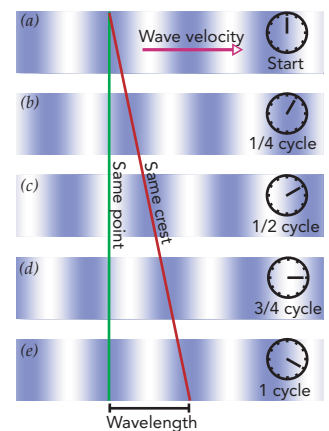 (a)
Wave velocity
Start
(b)
1/4 cycle
(c)
Same point
Same crest
1/2 cycle
(d)
3/4 cycle
(e)
1 cycle
Wavelength